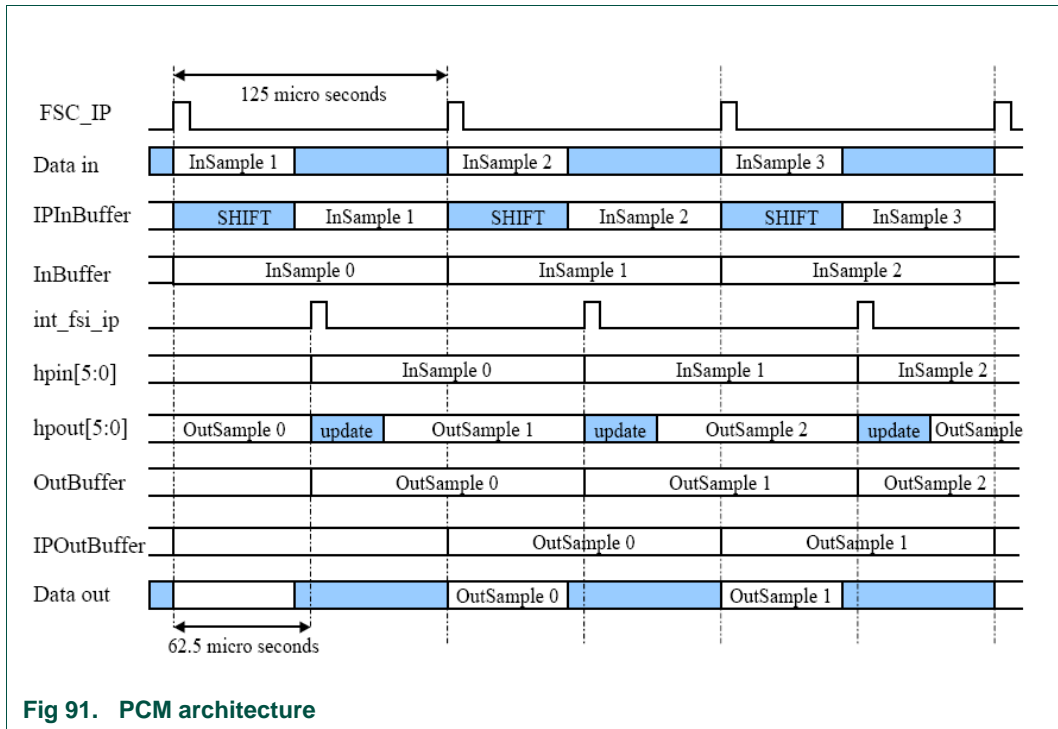 125 micro seconds
FSC_IP
Data in InSample 1 InSample 2 InSample 3
IPInBuffer SHIFT InSample 1 SHIFT InSample 2 SHIFT InSample 3
InBuffer InSample 0 InSample 1 InSample 2
int_fsi_ip
hpin[5:0] InSample 0 InSample 1 InSample 2
hpout[5:0] OutSample 0 update OutSample 1 update OutSample 2 update OutSample
OutBuffer OutSample 0 OutSample 1 OutSample 2
IPOutBuffer OutSample 0 OutSample 1
Data out OutSample 0 OutSample 1
62.5 micro seconds
Fig 91. PCM architecture